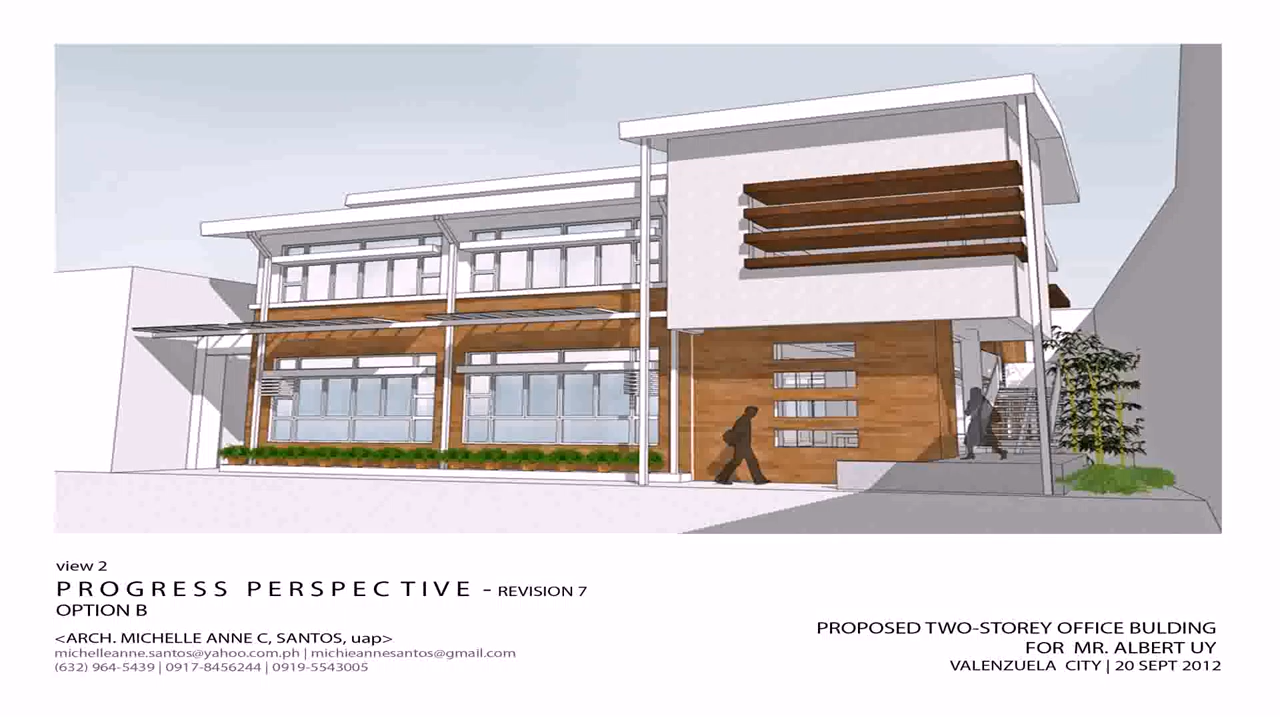 view 2
PROGRESS PERSPECTIVE - REVISION 7
OPTION B
<ARCH. MICHELLE ANNE C, SANTOS, uap>
michelleanne.santos@yahoo.com.ph | michieannesantos@gmail.com
(632) 964-5439 | 0917-8456244 | 0919-5543005
PROPOSED TWO-STOREY OFFICE BULDING
FOR MR. ALBERT UY
VALENZUELA CITY | 20 SEPT 2012